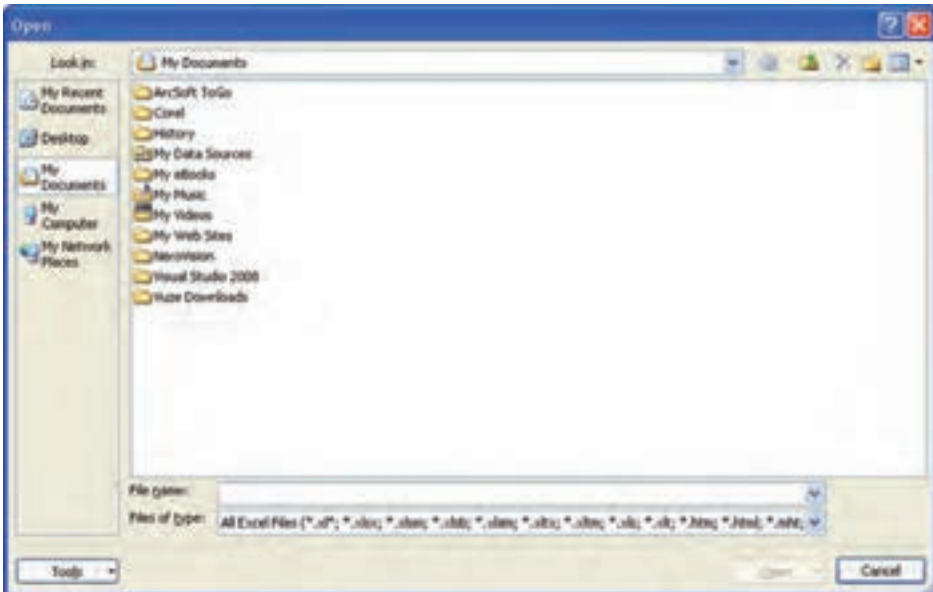 Open
Look in:
My Documents
My Recent
Documents
Desktop
My
Documents
My
Computer
My Network
Places
ArcSoft ToGo
Corel
History
My Data Sources
My eBooks
My Music
My Videos
My Web Sites
NeroVision
Visual Studio 2008
Vuze Downloads
File name:
Files of type:
All Excel Files (*.xl*; *.xlsx; *.xlsm; *.xlsb; *.xlam; *.xltx; *.xltm; *.xls; *.xlt; *.htm; *.html; *.mht;
Tools
Open
Cancel